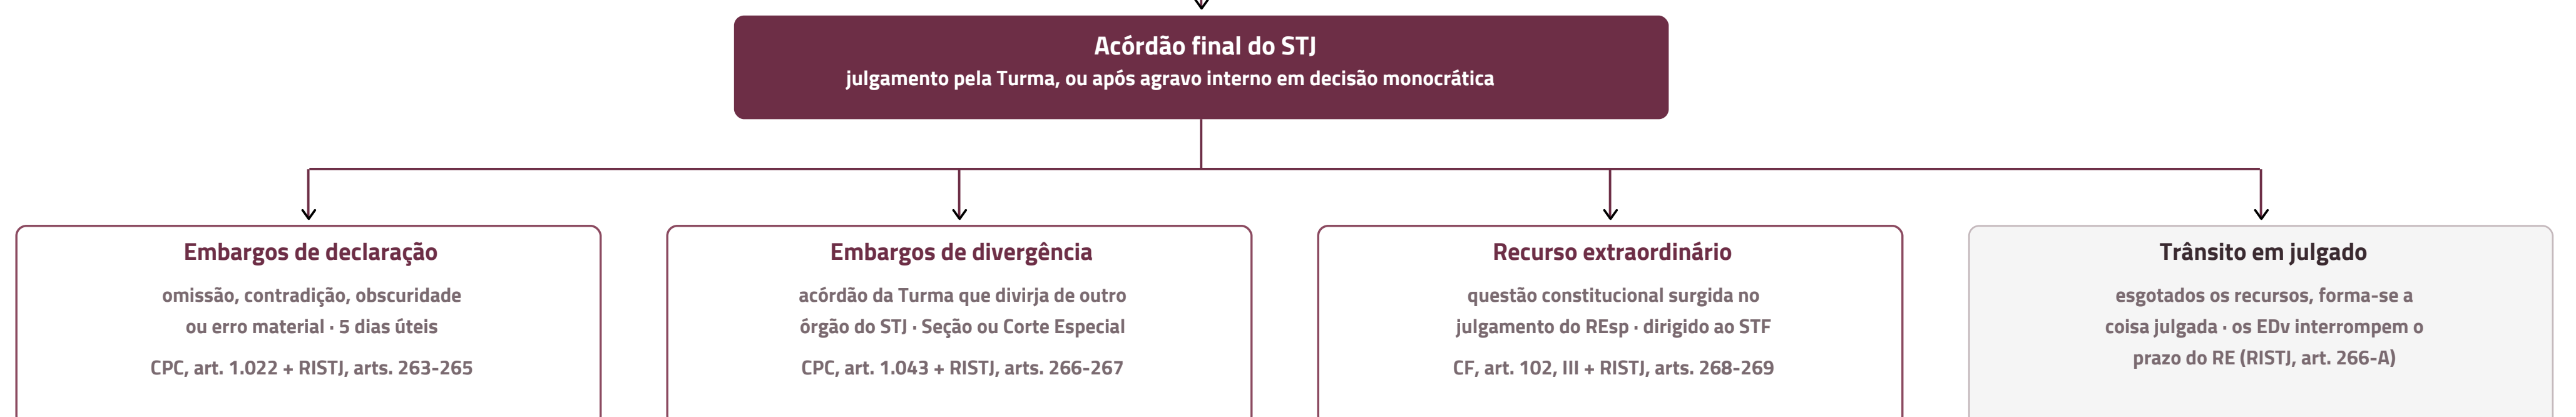 Acórdão final do STJ
julgamento pela Turma, ou após agravo interno em decisão monocrática
Embargos de declaração
omissão, contradição, obscuridade
ou erro material · 5 dias úteis
CPC, art. 1.022 + RISTJ, arts. 263-265
Embargos de divergência
acórdão da Turma que divirja de outro
órgão do STJ · Seção ou Corte Especial
CPC, art. 1.043 + RISTJ, arts. 266-267
Recurso extraordinário
questão constitucional surgida no
julgamento do REsp · dirigido ao STF
CF, art. 102, III + RISTJ, arts. 268-269
Trânsito em julgado
esgotados os recursos, forma-se a
coisa julgada · os EDv interrompem o
prazo do RE (RISTJ, art. 266-A)